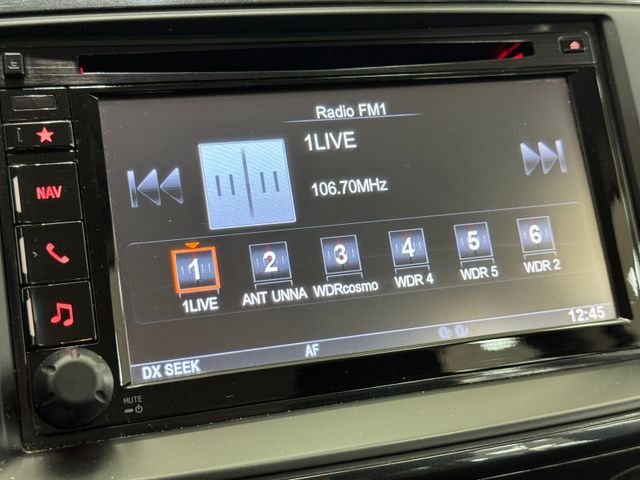 Radio FM1
1LIVE
106.70MHz
1 2 3 4 5 6
1LIVE ANT UNNA WDRcosmo WDR 4 WDR 5 WDR 2
DX SEEK AF 12:45
NAV
MUTE